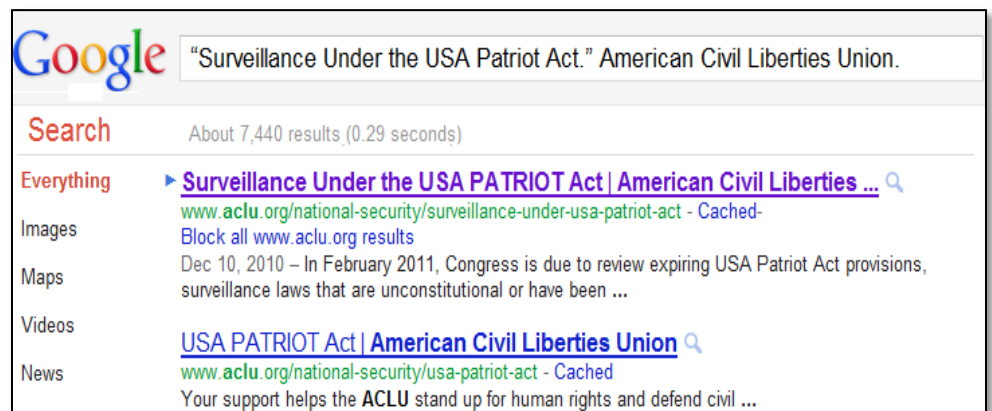 Google “Surveillance Under the USA Patriot Act.” American Civil Liberties Union.
Search About 7,440 results (0.29 seconds)
Everything
Images
Maps
Videos
News
Surveillance Under the USA PATRIOT Act | American Civil Liberties ...
www.aclu.org/national-security/surveillance-under-usa-patriot-act - Cached-
Block all www.aclu.org results
Dec 10, 2010 – In February 2011, Congress is due to review expiring USA Patriot Act provisions,
surveillance laws that are unconstitutional or have been ...
USA PATRIOT Act | American Civil Liberties Union
www.aclu.org/national-security/usa-patriot-act - Cached
Your support helps the ACLU stand up for human rights and defend civil ...